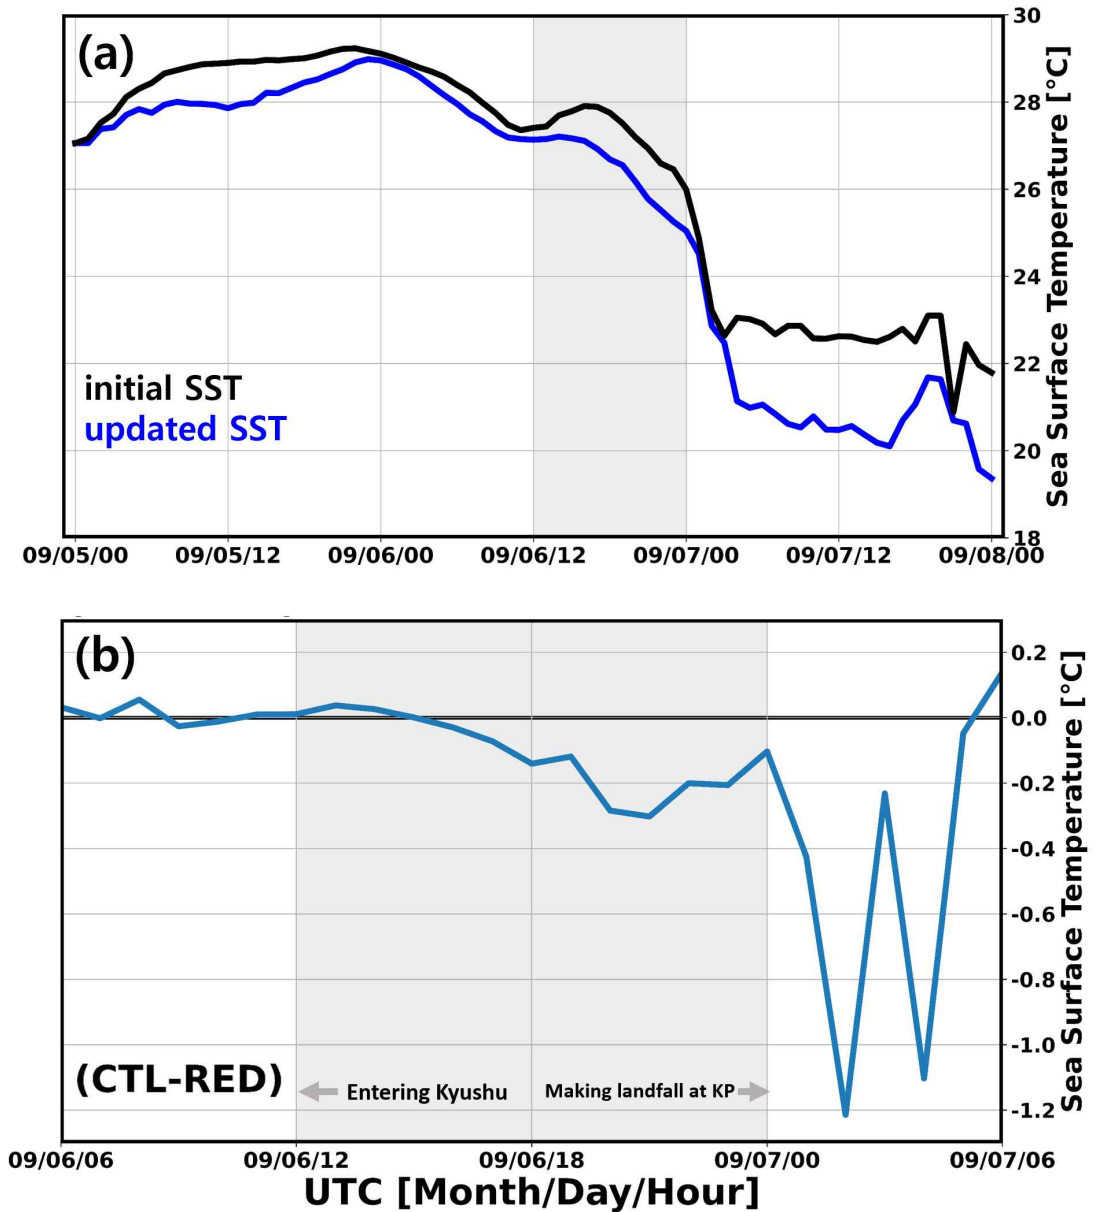 (a)
30
28
26
24
22
20
18
Sea Surface Temperature [°C]
initial SST
updated SST
09/05/00 09/05/12 09/06/00 09/06/12 09/07/00 09/07/12 09/08/00
(b)
0.2
0.0
-0.2
-0.4
-0.6
-0.8
-1.0
-1.2
Sea Surface Temperature [°C]
(CTL-RED)
Entering Kyushu
Making landfall at KP
09/06/06 09/06/12 09/06/18 09/07/00 09/07/06
UTC [Month/Day/Hour]